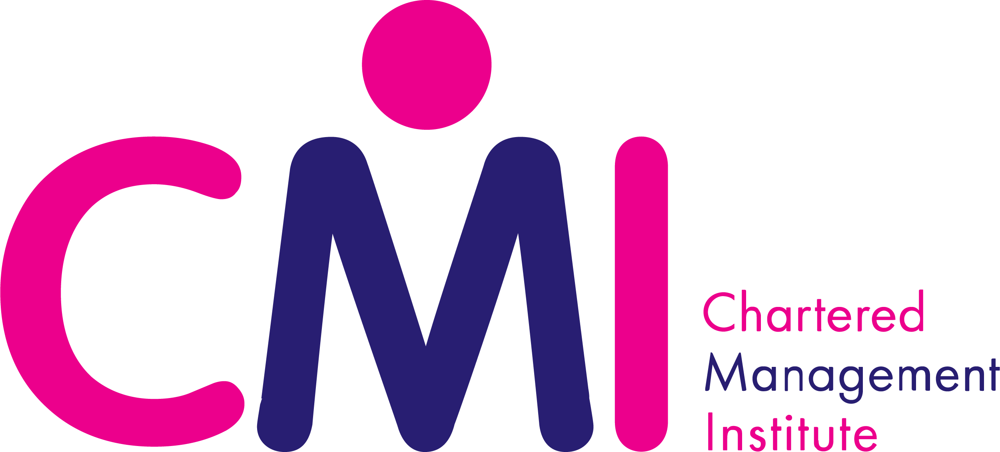 CMI
Chartered
Management
Institute